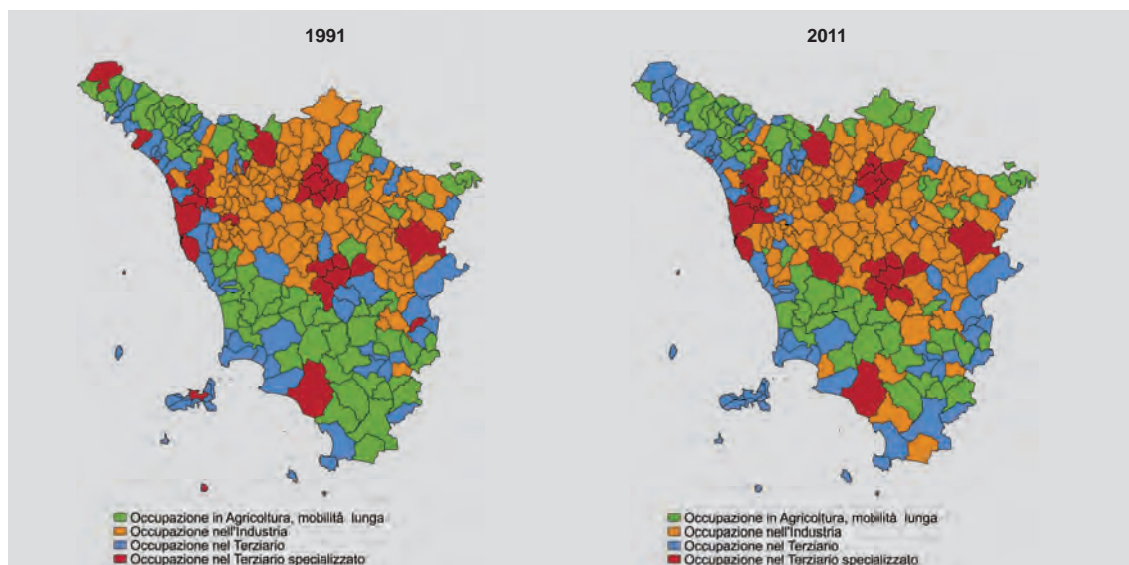 1991
2011
Occupazione in Agricoltura, mobilità lunga
Occupazione nell'Industria
Occupazione nel Terziario
Occupazione nel Terziario specializzato
Occupazione in Agricoltura, mobilità lunga
Occupazione nell'Industria
Occupazione nel Terziario
Occupazione nel Terziario specializzato